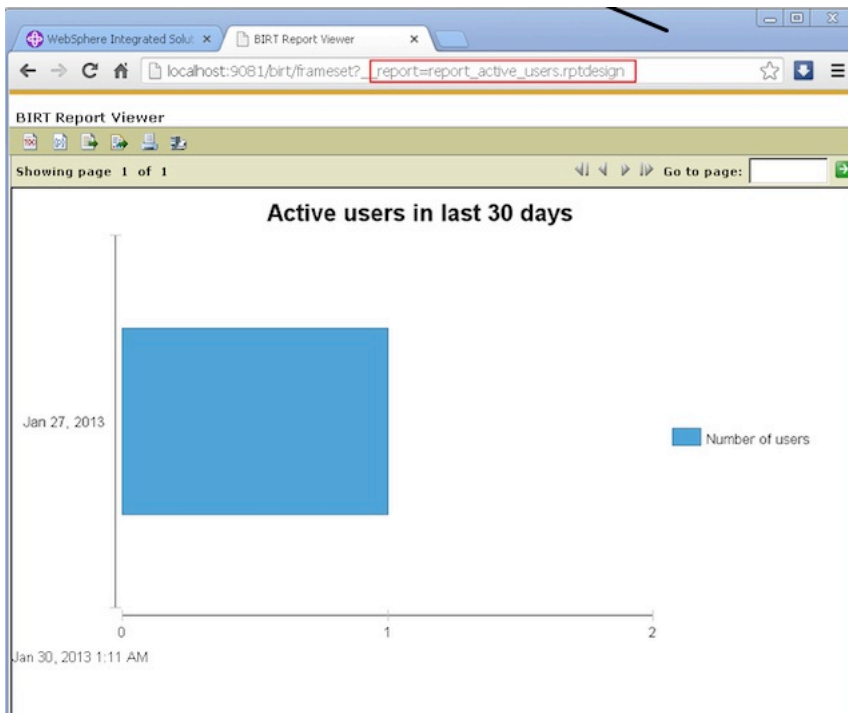 WebSphere Integrated Solut
BIRT Report Viewer
localhost:9081/birt/frameset?__report=report_active_users.rptdesign
BIRT Report Viewer
Showing page 1 of 1
Go to page:
Active users in last 30 days
Jan 27, 2013
Number of users
0 1 2
Jan 30, 2013 1:11 AM